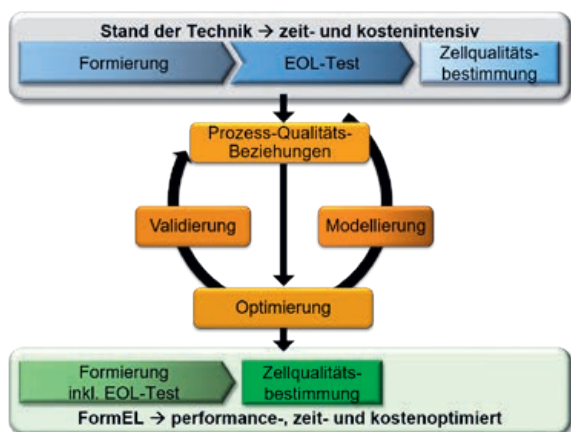 Stand der Technik → zeit- und kostenintensiv
Formierung
EOL-Test
Zellqualitäts-
bestimmung
Prozess-Qualitäts-
Beziehungen
Validierung
Modellierung
Optimierung
Formierung
inkl. EOL-Test
Zellqualitäts-
bestimmung
FormEL → performance-, zeit- und kostenoptimiert